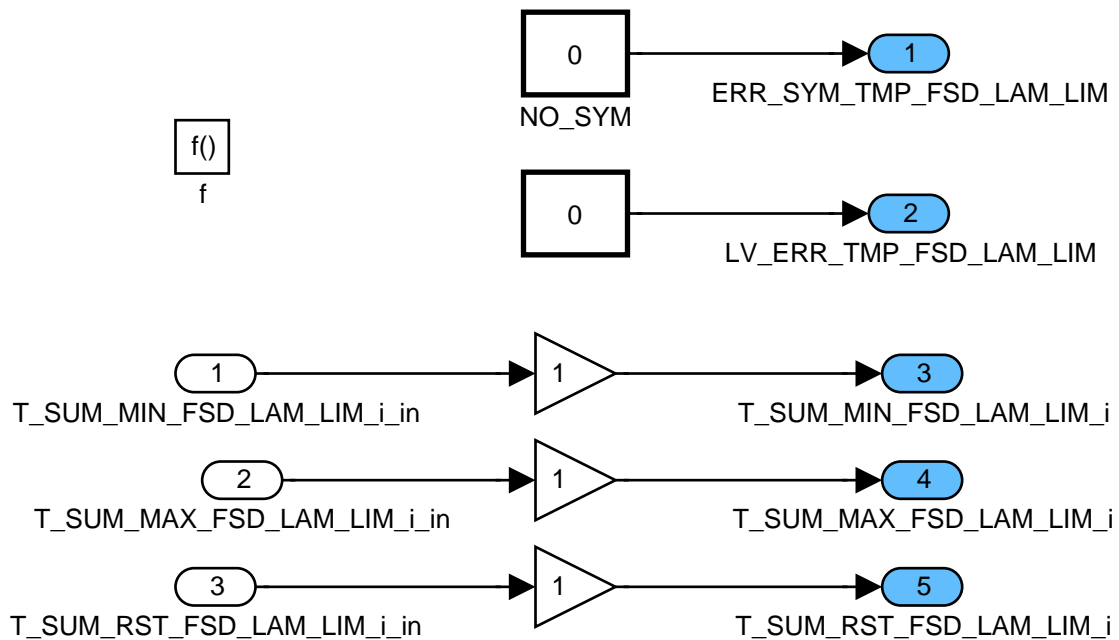 0
1
NO_SYM
ERR_SYM_TMP_FSD_LAM_LIM
f()
f
0
2
LV_ERR_TMP_FSD_LAM_LIM
1
1
3
T_SUM_MIN_FSD_LAM_LIM_i_in
T_SUM_MIN_FSD_LAM_LIM_i
2
1
4
T_SUM_MAX_FSD_LAM_LIM_i_in
T_SUM_MAX_FSD_LAM_LIM_i
3
1
5
T_SUM_RST_FSD_LAM_LIM_i_in
T_SUM_RST_FSD_LAM_LIM_i